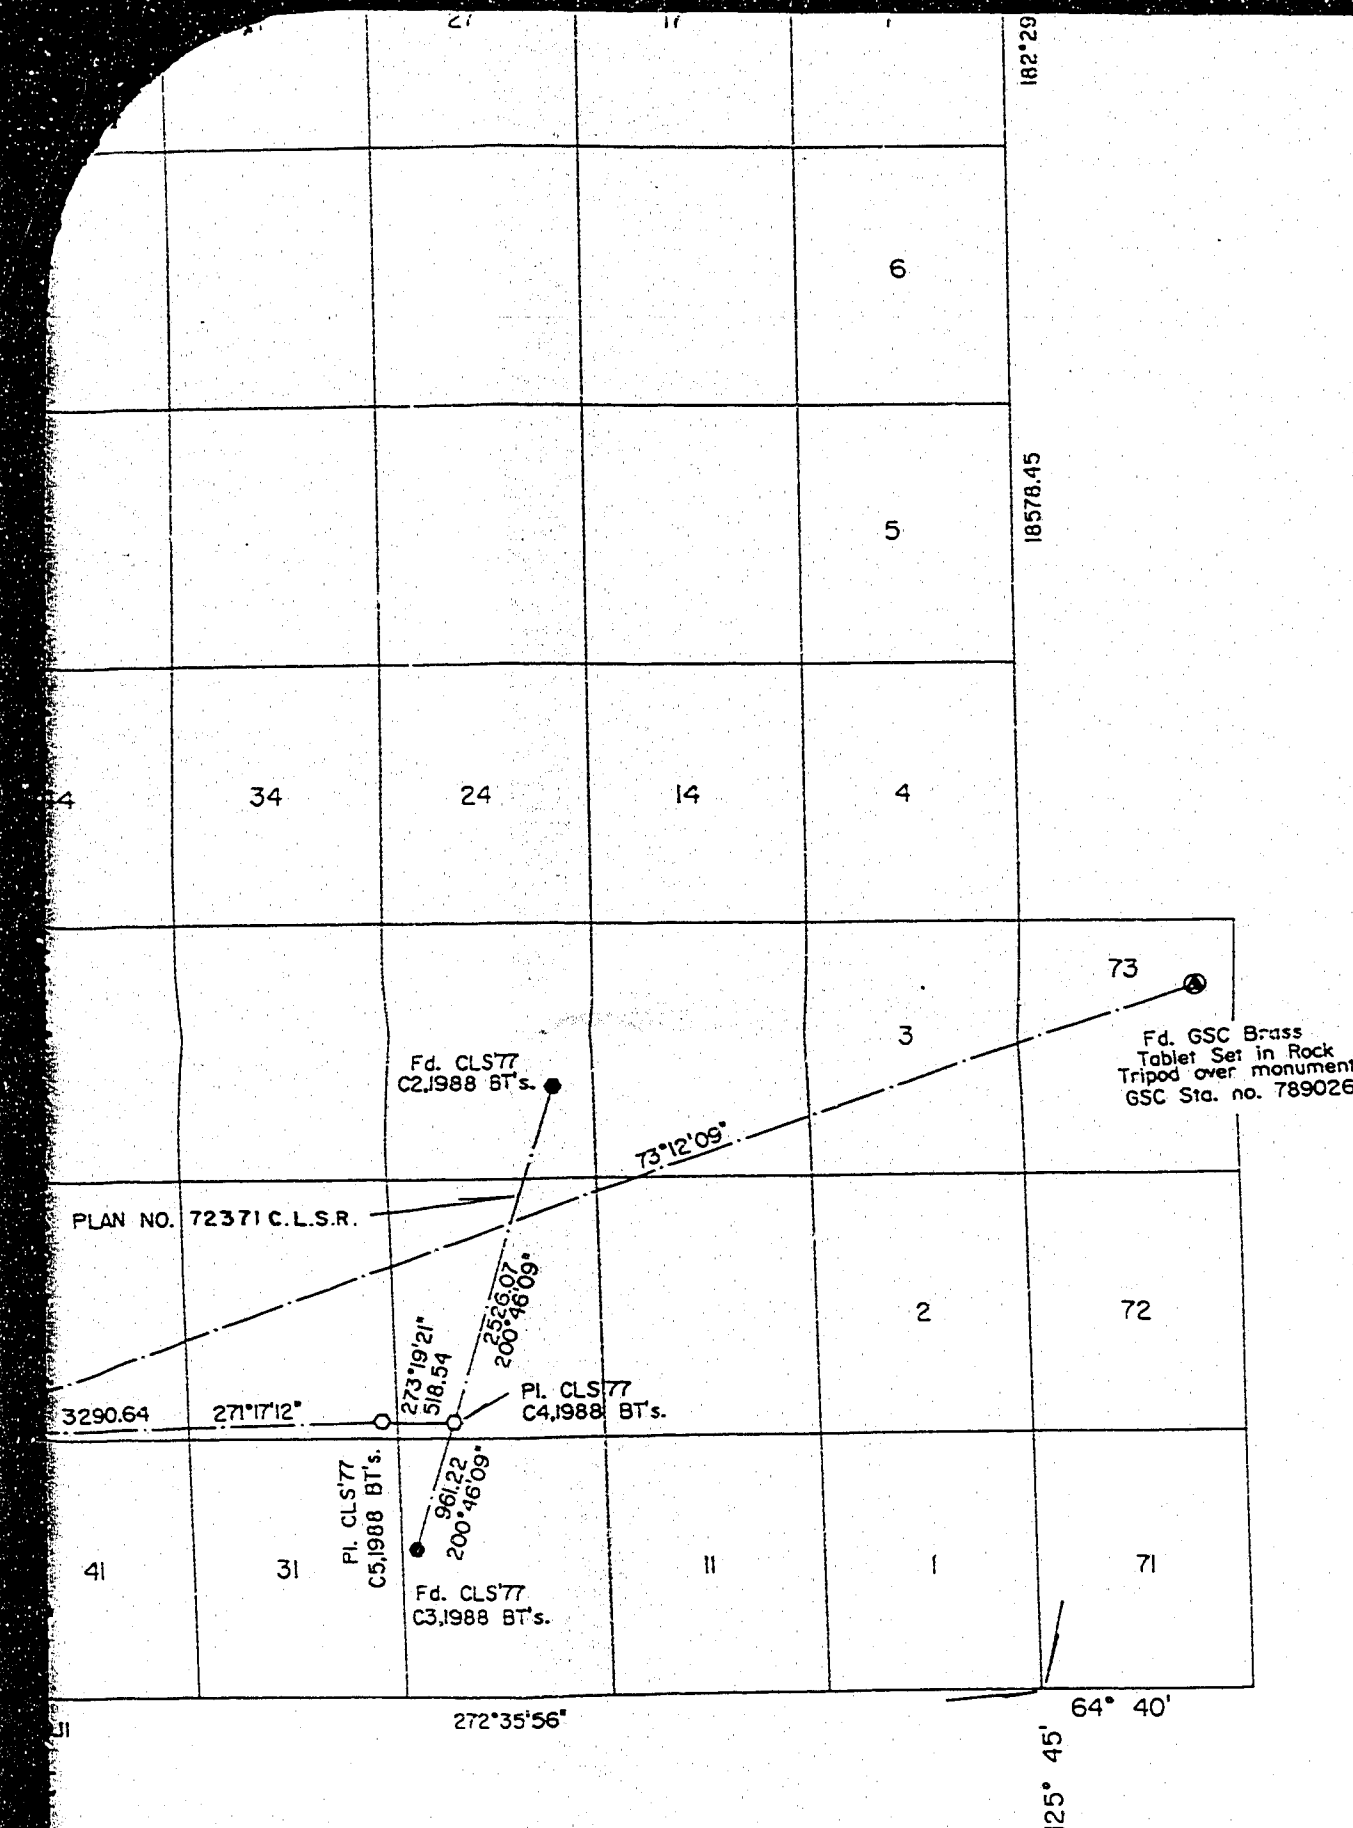 27
17
182°29
6
18578.45
5
34
24
14
4
73
3
Fd. GSC Brass
Tablet Set in Rock
Tripod over monument
GSC Sta. no. 789026
Fd. CLS'77
C2,1988 BT's.
73°12'09"
PLAN NO. 72371 C.L.S.R.
2526.07
200°46'09"
2
72
273°19'21"
518.54
Pl. CLS'77
C4,1988 BT's.
3290.64
271°17'12"
Pl. CLS'77
C5,1988 BT's.
961.22
200°46'09"
41
31
11
1
71
Fd. CLS'77
C3,1988 BT's.
272°35'56"
64° 40'
125° 45'